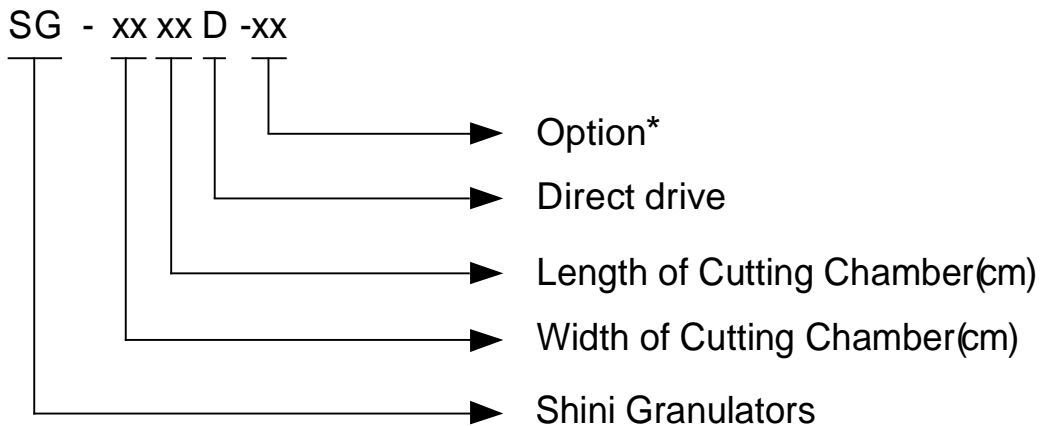 SG - xx xx D -xx
Option*
Direct drive
Length of Cutting Chamber(cm)
Width of Cutting Chamber(cm)
Shini Granulators